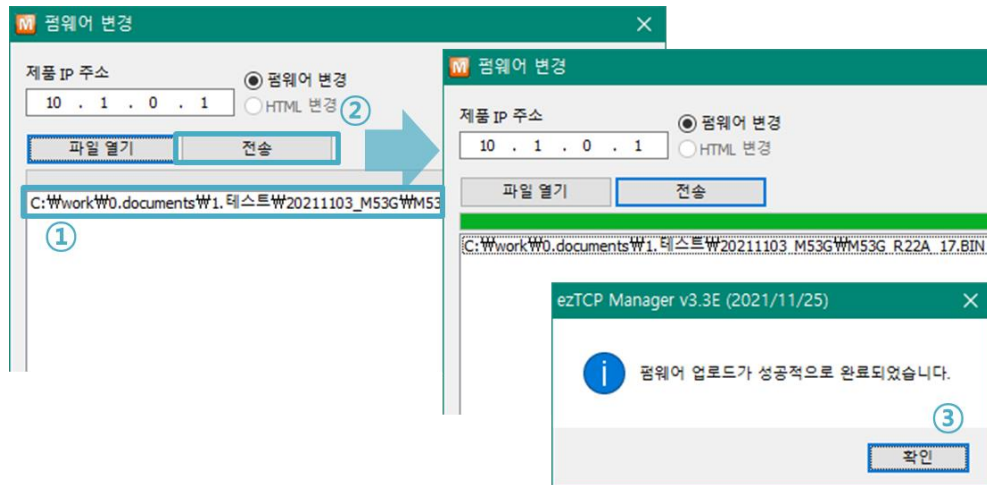 M 펌웨어 변경
제품 IP 주소
펌웨어 변경
10 . 1 . 0 . 1
HTML 변경
②
파일 열기
전송
C:₩work₩0.documents₩1.테스트₩20211103_M53G₩M53
①
M 펌웨어 변경
제품 IP 주소
펌웨어 변경
10 . 1 . 0 . 1
HTML 변경
파일 열기
전송
C:₩work₩0.documents₩1.테스트₩20211103_M53G₩M53G_R22A_17.BIN
ezTCP Manager v3.3E (2021/11/25)
펌웨어 업로드가 성공적으로 완료되었습니다.
③
확인